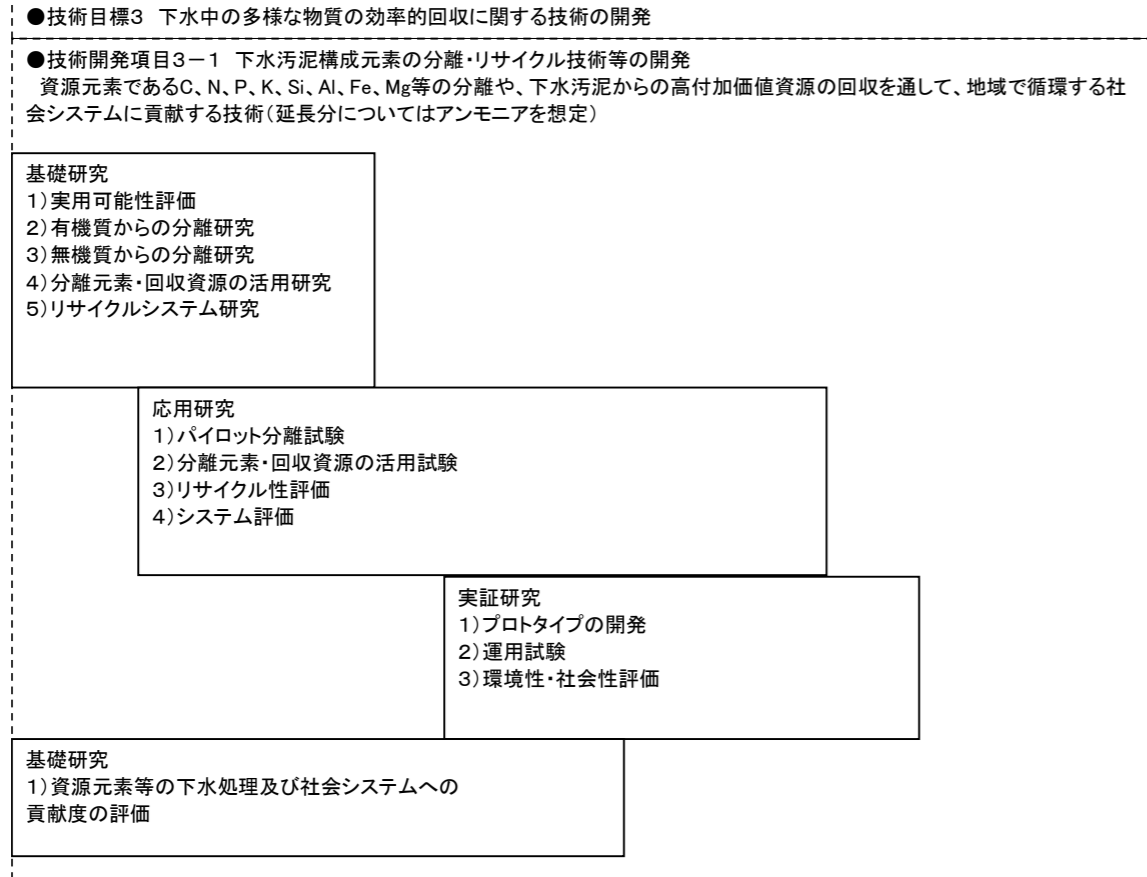 ●技術目標3　下水中の多様な物質の効率的回収に関する技術の開発
●技術開発項目3－1　下水汚泥構成元素の分離・リサイクル技術等の開発
資源元素であるC、N、P、K、Si、Al、Fe、Mg等の分離や、下水汚泥からの高付加価値資源の回収を通して、地域で循環する社
会システムに貢献する技術（延長分についてはアンモニアを想定）
基礎研究
1）実用可能性評価
2）有機質からの分離研究
3）無機質からの分離研究
4）分離元素・回収資源の活用研究
5）リサイクルシステム研究
応用研究
1）パイロット分離試験
2）分離元素・回収資源の活用試験
3）リサイクル性評価
4）システム評価
実証研究
1）プロトタイプの開発
2）運用試験
3）環境性・社会性評価
基礎研究
1）資源元素等の下水処理及び社会システムへの
貢献度の評価